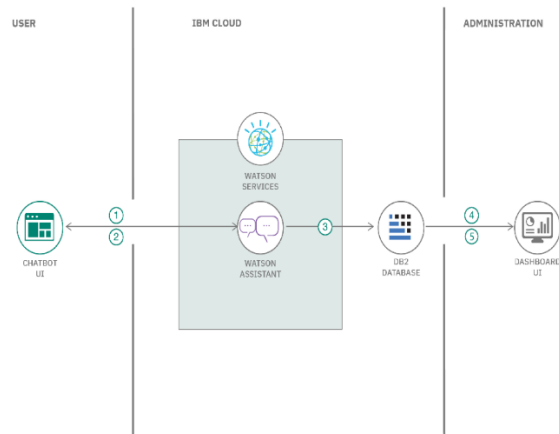 USER
IBM CLOUD
ADMINISTRATION
WATSON
SERVICES
1
2
3
4
5
CHATBOT
UI
WATSON
ASSISTANT
DB2
DATABASE
DASHBOARD
UI